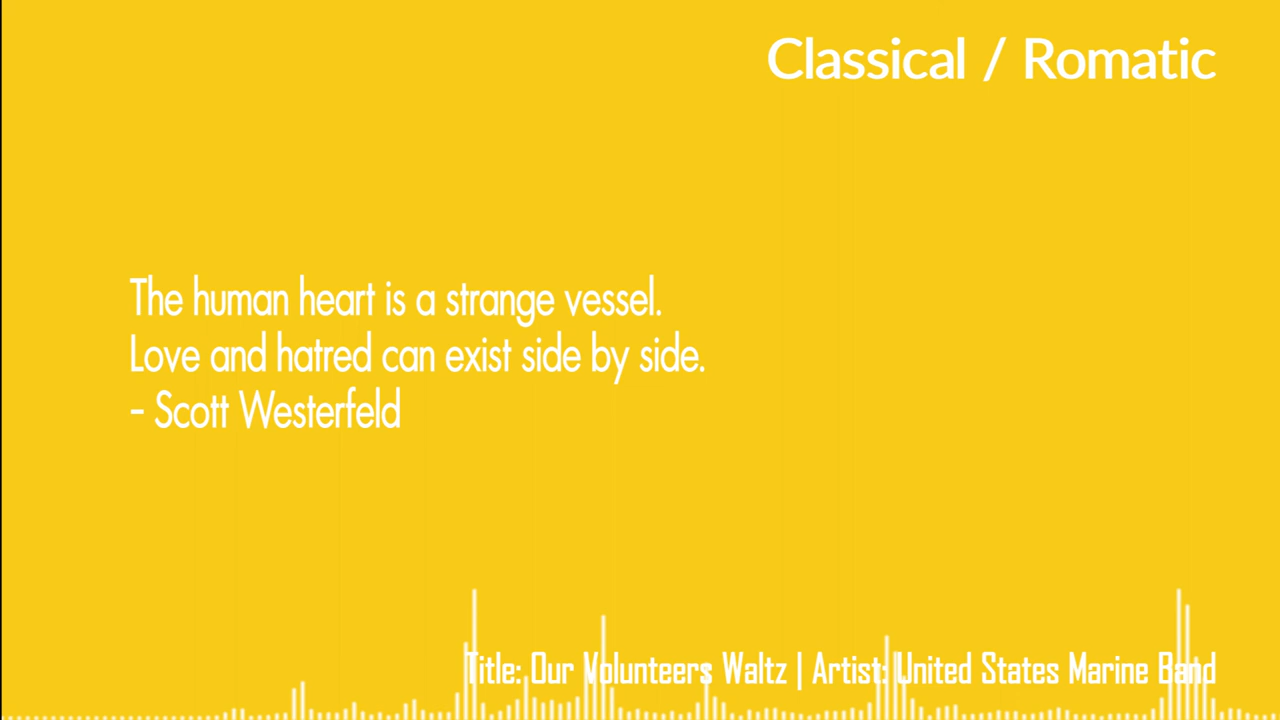 Classical / Romatic
The human heart is a strange vessel.
Love and hatred can exist side by side.
- Scott Westerfeld
Title: Our Volunteers Waltz | Artist: United States Marine Band